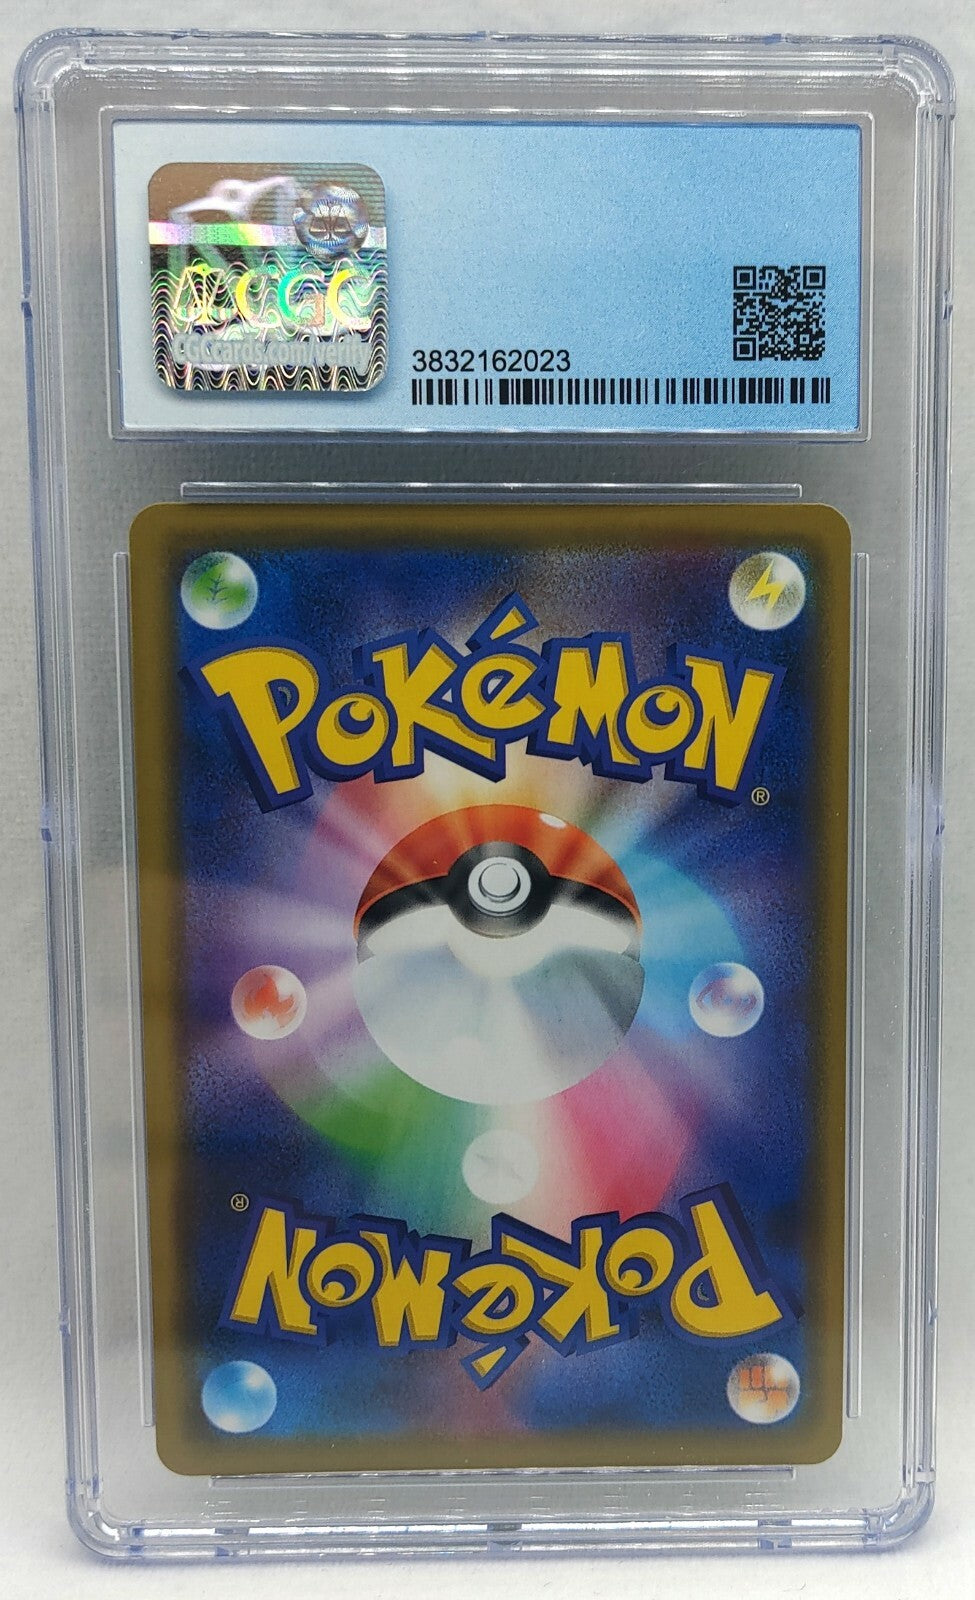 CGC
CGCcards.com/verify
3832162023
POKéMON
®
®
POKéMON